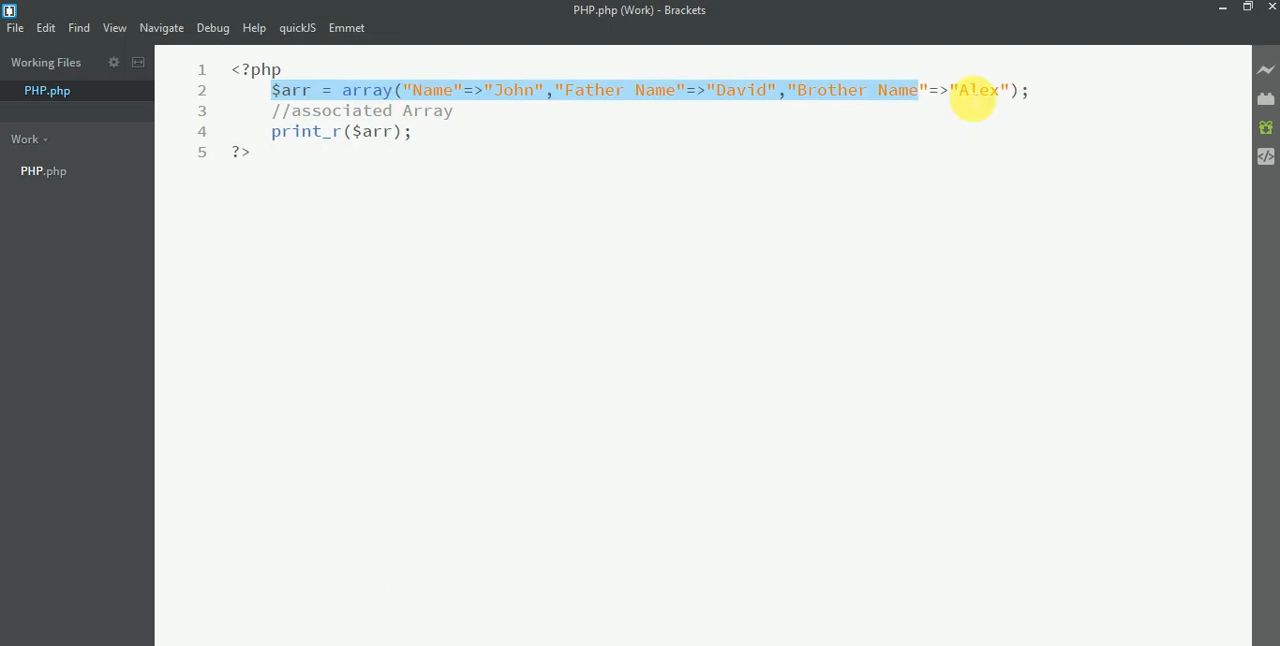 PHP.php (Work) - Brackets
File Edit Find View Navigate Debug Help quickJS Emmet
Working Files
PHP.php
Work
PHP.php
1 <?php
2 $arr = array("Name"=>"John","Father Name"=>"David","Brother Name"=>"Alex");
3 //associated Array
4 print_r($arr);
5 ?>